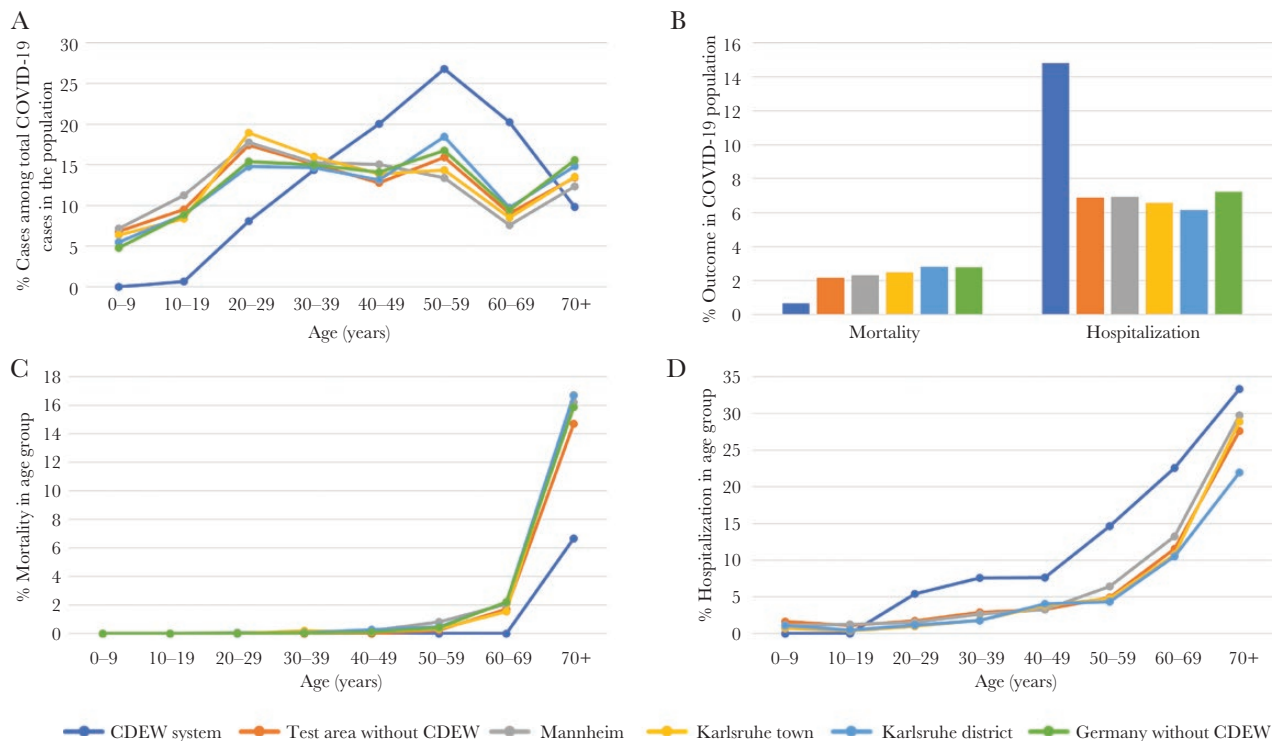 A
% Cases among total COVID-19
cases in the population
30
25
20
15
10
5
0
0–9 10–19 20–29 30–39 40–49 50–59 60–69 70+
Age (years)
B
% Outcome in COVID-19 population
16
14
12
10
8
6
4
2
0
Mortality Hospitalization
C
% Mortality in age group
18
16
14
12
10
8
6
4
2
0
0–9 10–19 20–29 30–39 40–49 50–59 60–69 70+
Age (years)
D
% Hospitalization in age group
35
30
25
20
15
10
5
0
0–9 10–19 20–29 30–39 40–49 50–59 60–69 70+
Age (years)
CDEW system Test area without CDEW Mannheim Karlsruhe town Karlsruhe district Germany without CDEW